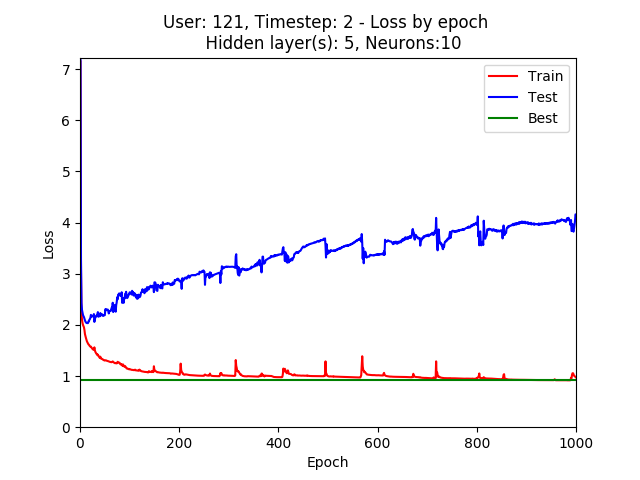 User: 121, Timestep: 2 - Loss by epoch
Hidden layer(s): 5, Neurons:10
7
6
5
4
3
2
1
0
Loss
Train
Test
Best
0 200 400 600 800 1000
Epoch